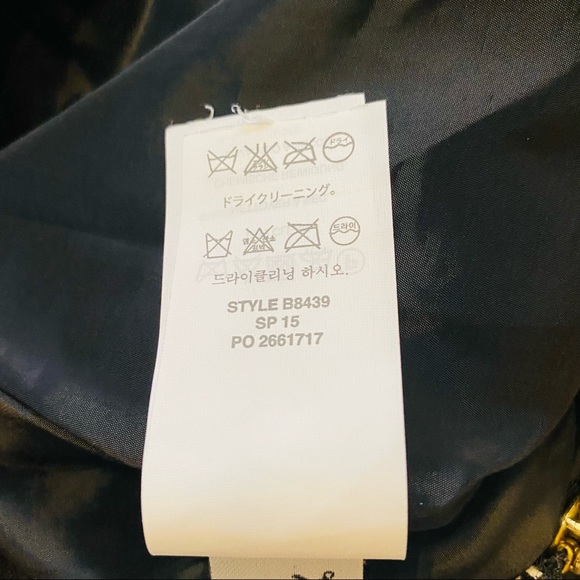 ドライ
ドライクリーニング。
드라이
드라이클리닝 하시오.
STYLE B8439
SP 15
PO 2661717